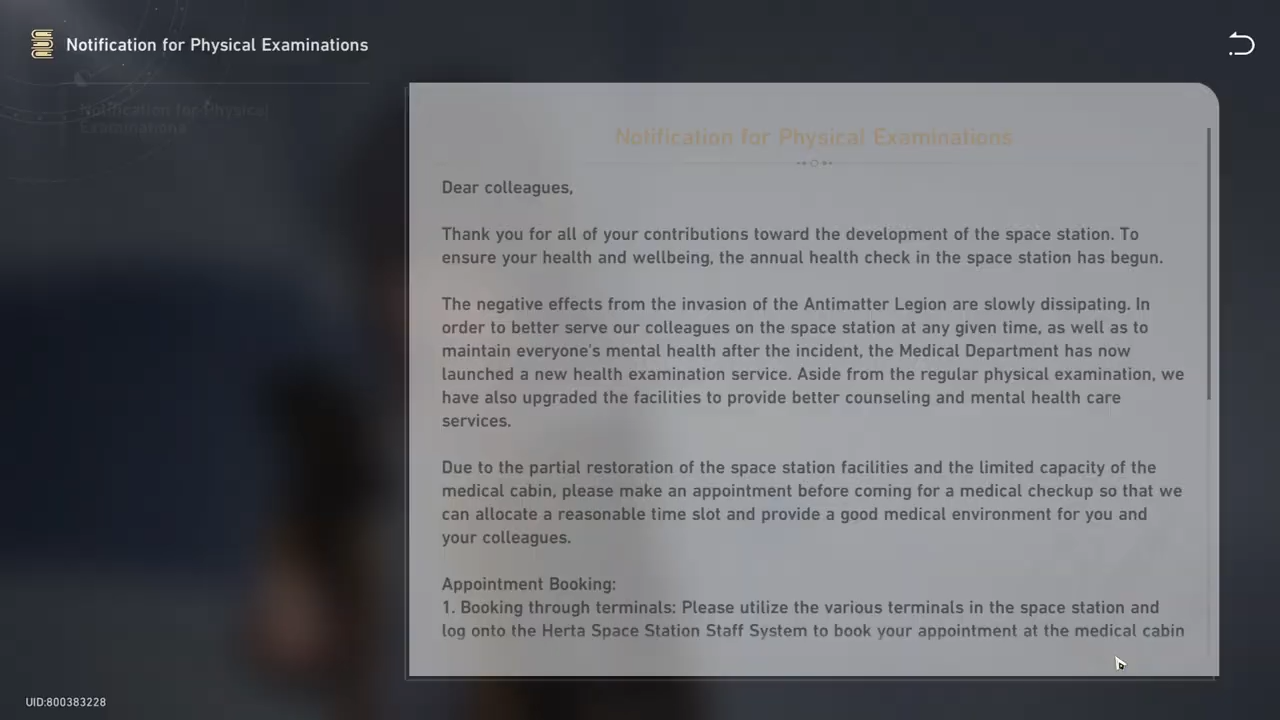 Notification for Physical Examinations
Notification for Physical
Examinations
Notification for Physical Examinations
Dear colleagues,
Thank you for all of your contributions toward the development of the space station. To
ensure your health and wellbeing, the annual health check in the space station has begun.
The negative effects from the invasion of the Antimatter Legion are slowly dissipating. In
order to better serve our colleagues on the space station at any given time, as well as to
maintain everyone's mental health after the incident, the Medical Department has now
launched a new health examination service. Aside from the regular physical examination, we
have also upgraded the facilities to provide better counseling and mental health care
services.
Due to the partial restoration of the space station facilities and the limited capacity of the
medical cabin, please make an appointment before coming for a medical checkup so that we
can allocate a reasonable time slot and provide a good medical environment for you and
your colleagues.
Appointment Booking:
1. Booking through terminals: Please utilize the various terminals in the space station and
log onto the Herta Space Station Staff System to book your appointment at the medical cabin
UID:800383228